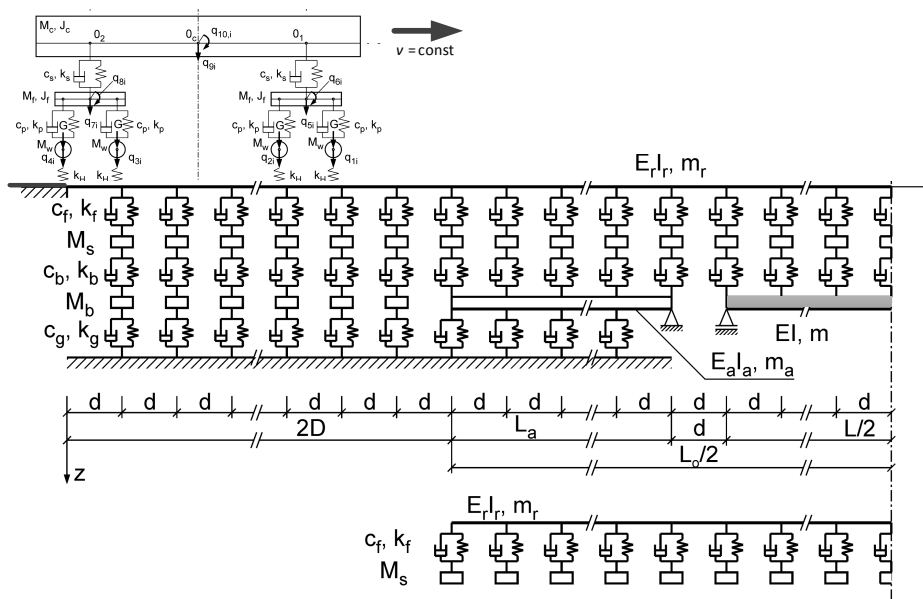 M_c, J_c
0_2 0_ci q_10,i 0_1
v = const
q_9i
c_s, k_s c_s, k_s
q_8i q_6i
M_f, J_f M_f, J_f
c_p, k_p G q_7i G c_p, k_p c_p, k_p G q_5i G c_p, k_p
M_w M_w M_w M_w
q_4i q_3i q_2i q_1i
k_H k_H k_H k_H
E_rI_r, m_r
c_f, k_f
M_s
c_b, k_b
M_b
c_g, k_g
EI, m
E_aI_a, m_a
d d d d d d d d d d d d
2D L_a d L/2
L_o/2
z
E_rI_r, m_r
c_f, k_f
M_s